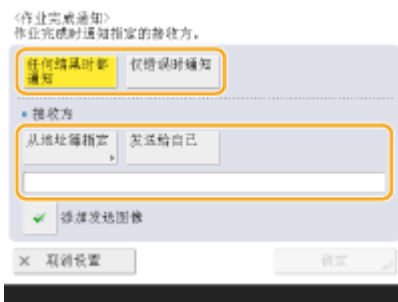 <作业完成通知>
作业完成时通知指定的接收方。
任何结果时都
通知
仅错误时通知
接收方
从地址簿指定
发送给自己
添加发送图像
× 取消设置
确定